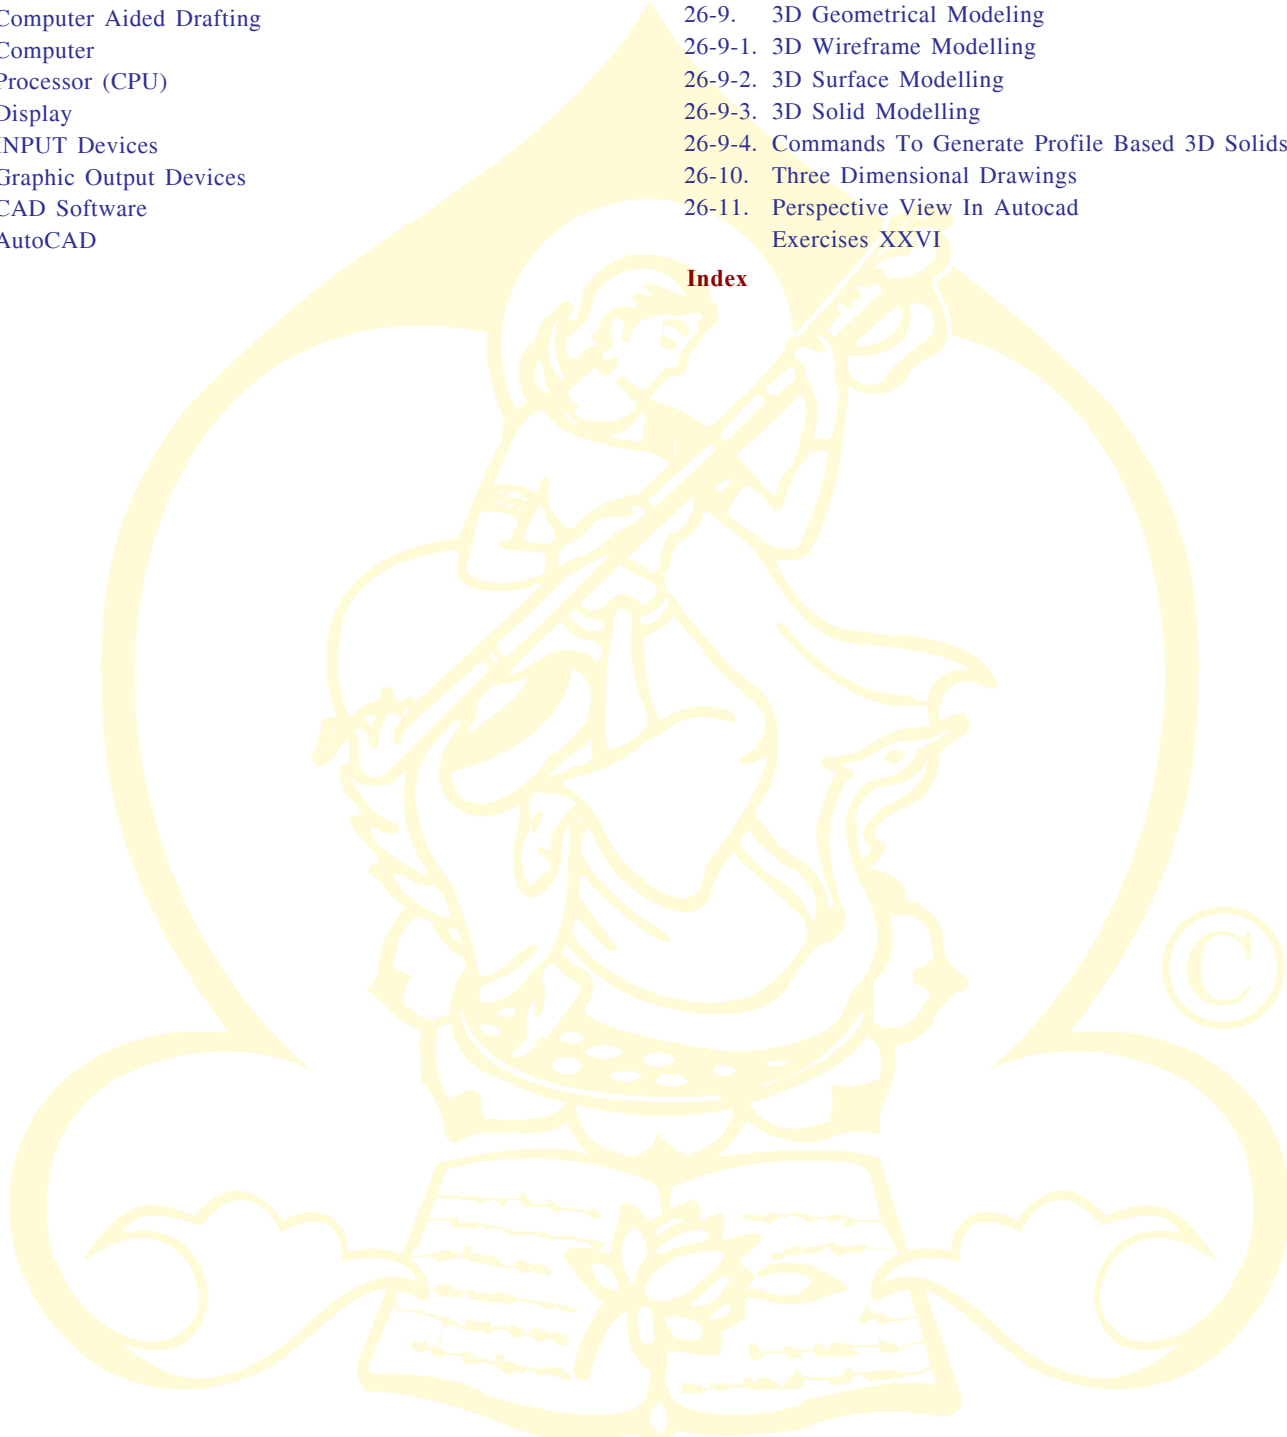 Computer Aided Drafting
Computer
Processor (CPU)
Display
INPUT Devices
Graphic Output Devices
CAD Software
AutoCAD
26-9. 3D Geometrical Modeling
26-9-1. 3D Wireframe Modelling
26-9-2. 3D Surface Modelling
26-9-3. 3D Solid Modelling
26-9-4. Commands To Generate Profile Based 3D Solids
26-10. Three Dimensional Drawings
26-11. Perspective View In Autocad
Exercises XXVI
Index
©